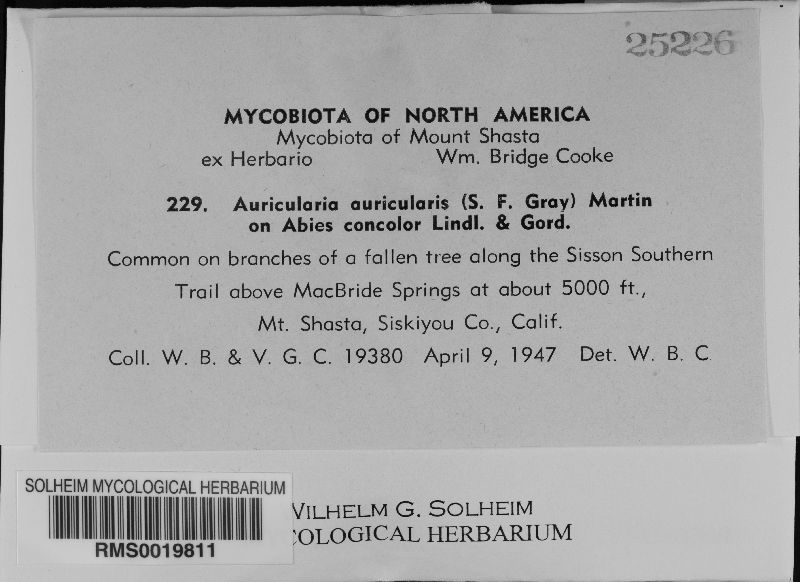 25226
MYCOBIOTA OF NORTH AMERICA
Mycobiota of Mount Shasta
ex Herbario Wm. Bridge Cooke
229. Auricularia auricularis (S. F. Gray) Martin
on Abies concolor Lindl. & Gord.
Common on branches of a fallen tree along the Sisson Southern
Trail above MacBride Springs at about 5000 ft.,
Mt. Shasta, Siskiyou Co., Calif.
Coll. W. B. & V. G. C. 19380 April 9, 1947 Det. W. B. C.
SOLHEIM MYCOLOGICAL HERBARIUM
RMS0019811
VILHELM G. SOLHEIM
COLOGICAL HERBARIUM